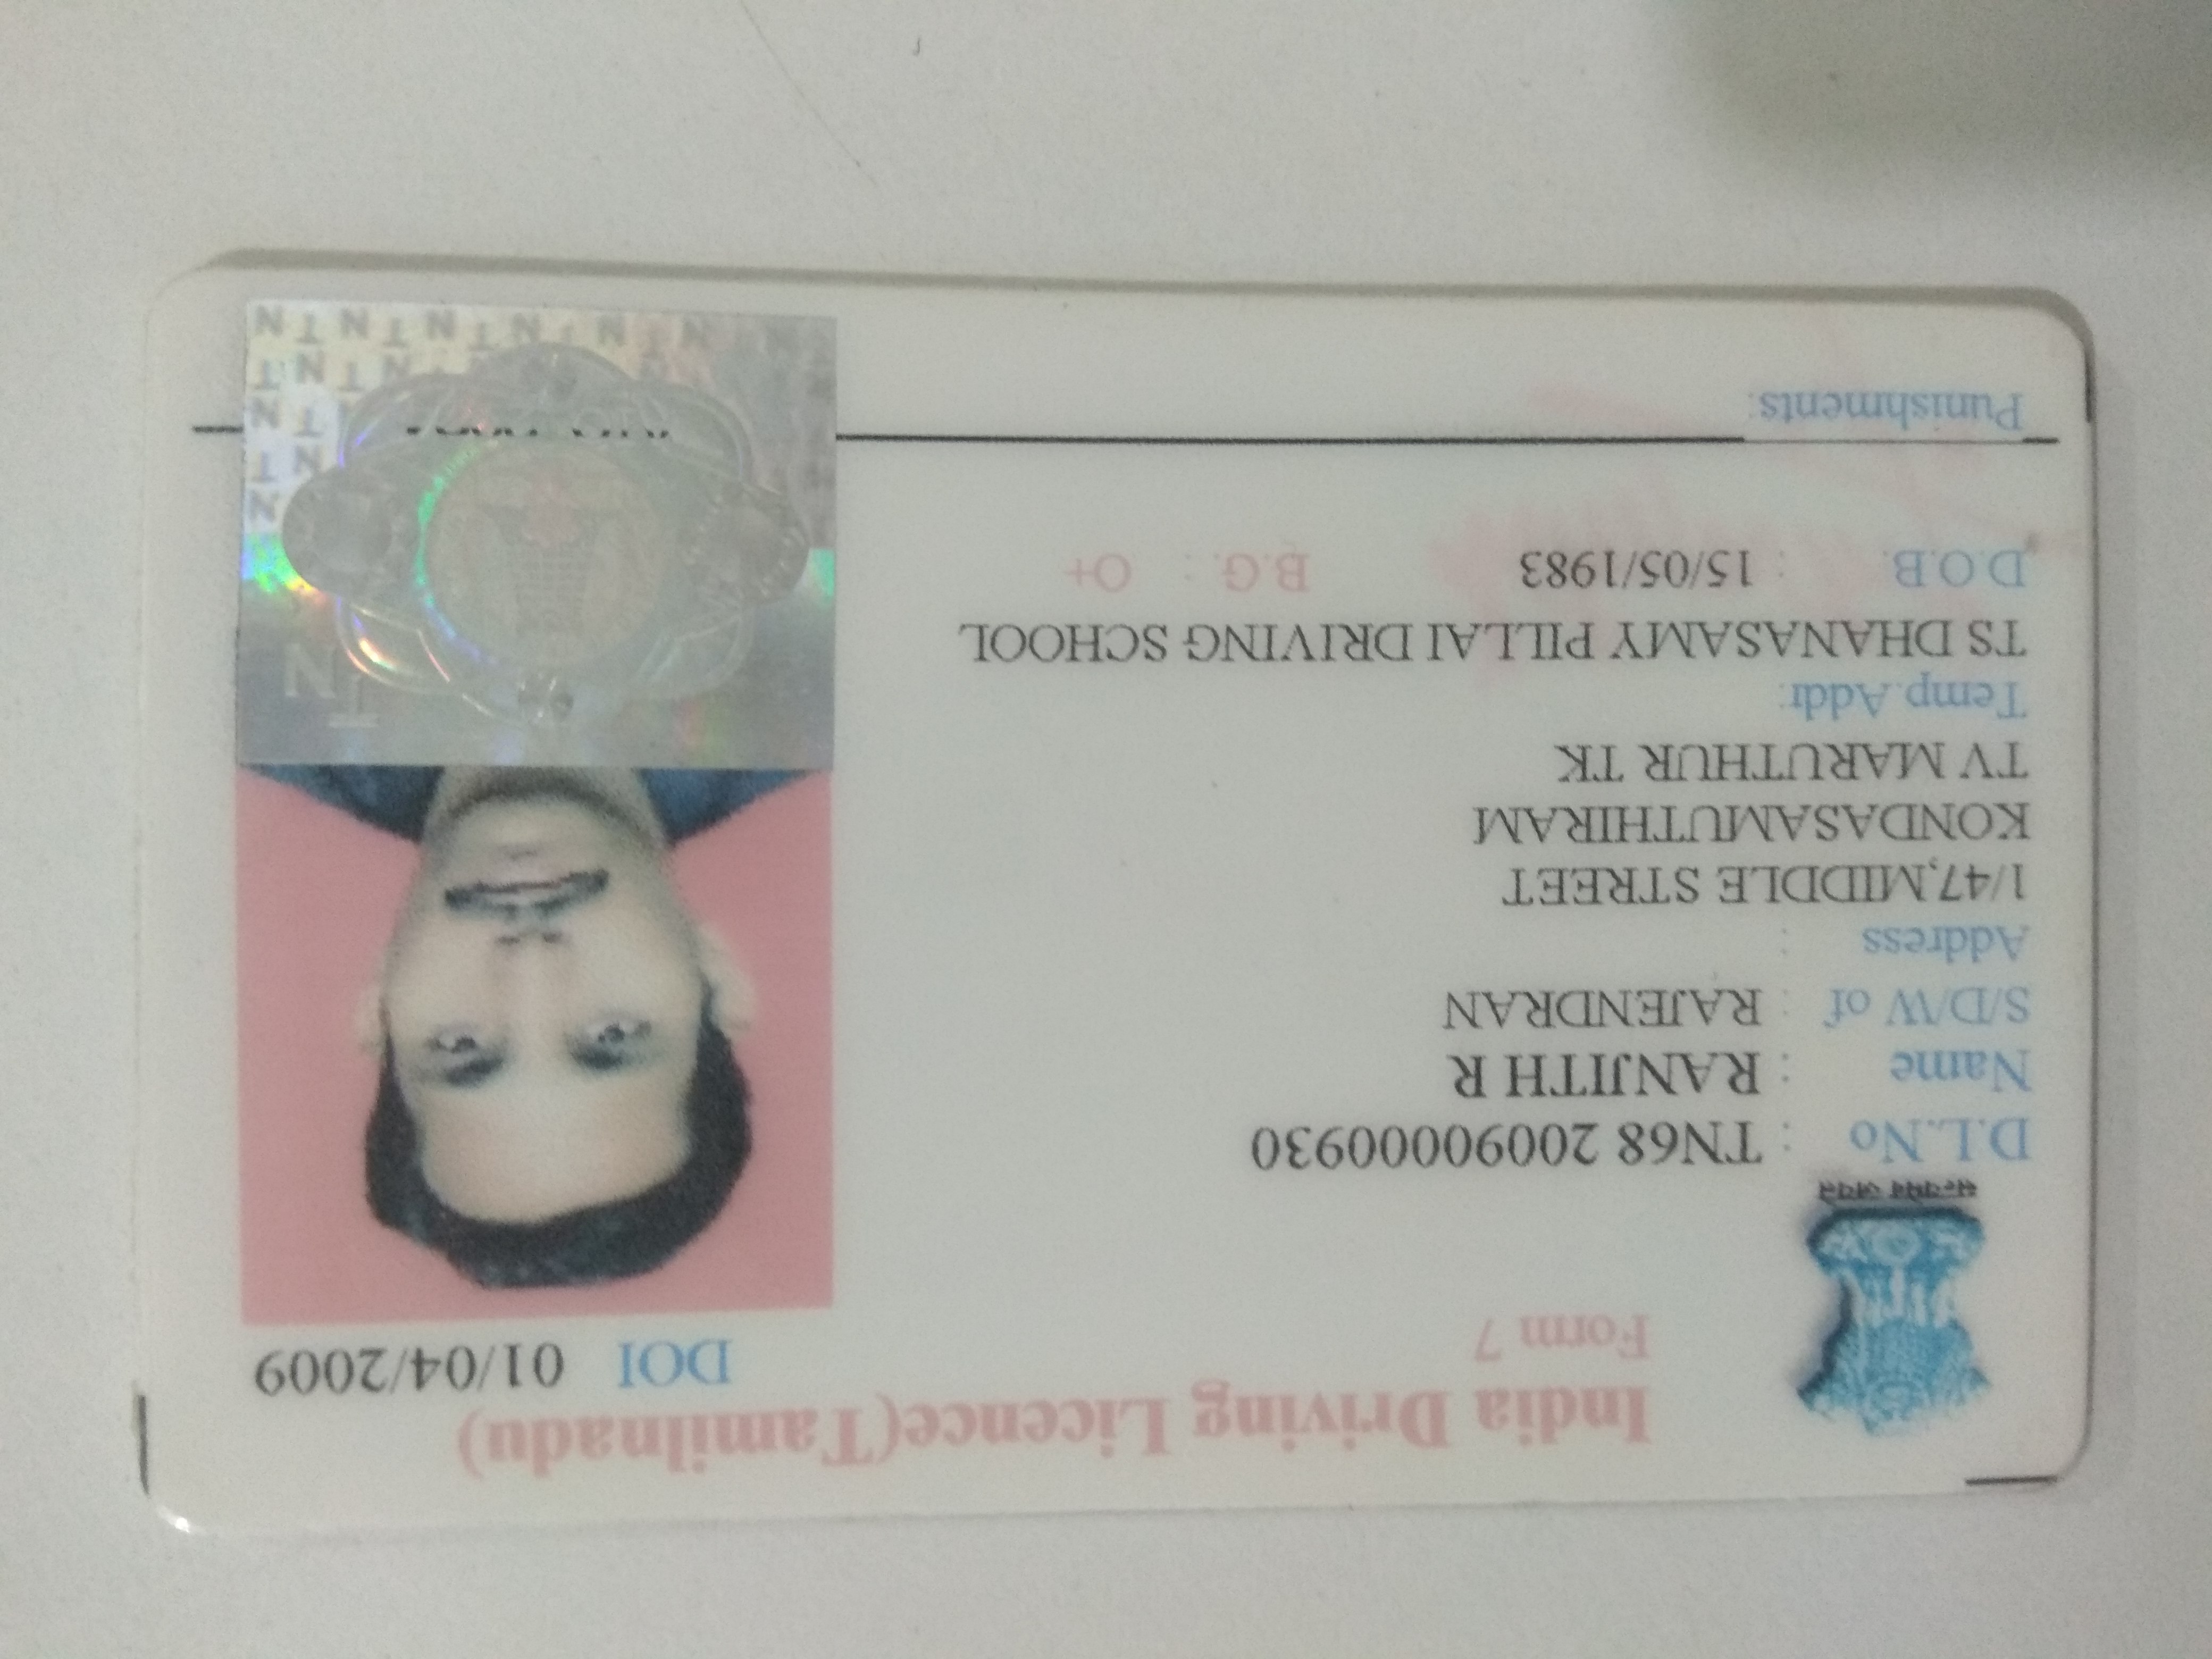 India Driving Licence(Tamilnadu)
Form 7
DOI 01/04/2009
D.L.No : TN68 20090000930
Name : RANJITH R
S/D/W of : RAJENDRAN
Address :
1/47,MIDDLE STREET
KONDASAMUTHIRAM
TV MARUTHUR TK
Temp.Addr:
TS DHANASAMY PILLAI DRIVING SCHOOL
D.O.B. : 15/05/1983 B.G. : O+
Punishments:
TN